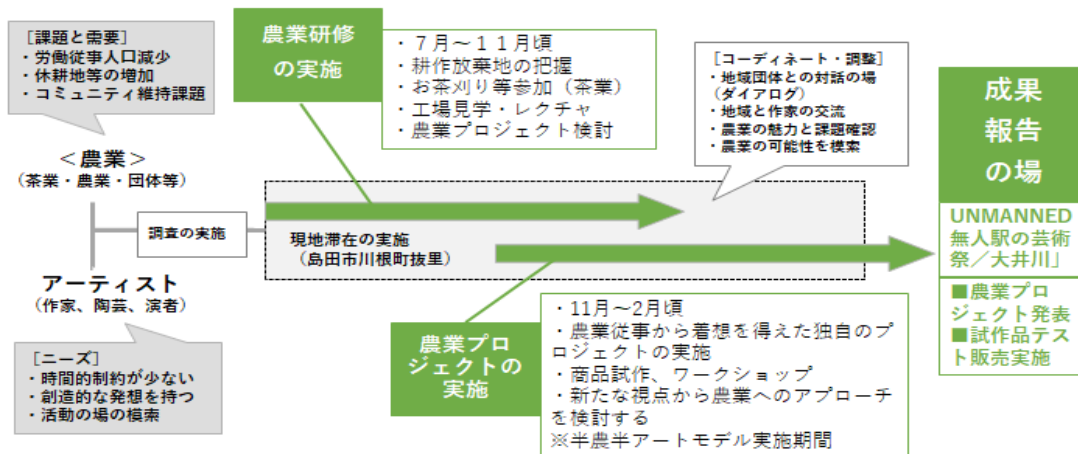 [課題と需要]
・労働従事人口減少
・休耕地等の増加
・コミュニティ維持課題
＜農業＞
(茶業・農業・団体等)
調査の実施
アーティスト
(作家、陶芸、演者)
[ニーズ]
・時間的制約が少ない
・創造的な発想を持つ
・活動の場の模索
農業研修
の実施
・７月～１１月頃
・耕作放棄地の把握
・お茶刈り等参加（茶業）
・工場見学・レクチャ
・農業プロジェクト検討
現地滞在の実施
（島田市川根町抜里）
[コーディネート・調整]
・地域団体との対話の場
（ダイアログ）
・地域と作家の交流
・農業の魅力と課題確認
・農業の可能性を模索
農業プロ
ジェクトの
実施
・11月～2月頃
・農業従事から着想を得えた独自のプ
ロジェクトの実施
・商品試作、ワークショップ
・新たな視点から農業へのアプローチ
を検討する
※半農半アートモデル実施期間
成果
報告
の場
UNMANNED
無人駅の芸術
祭／大井川」
■農業プロ
ジェクト発表
■試作品テス
ト販売実施